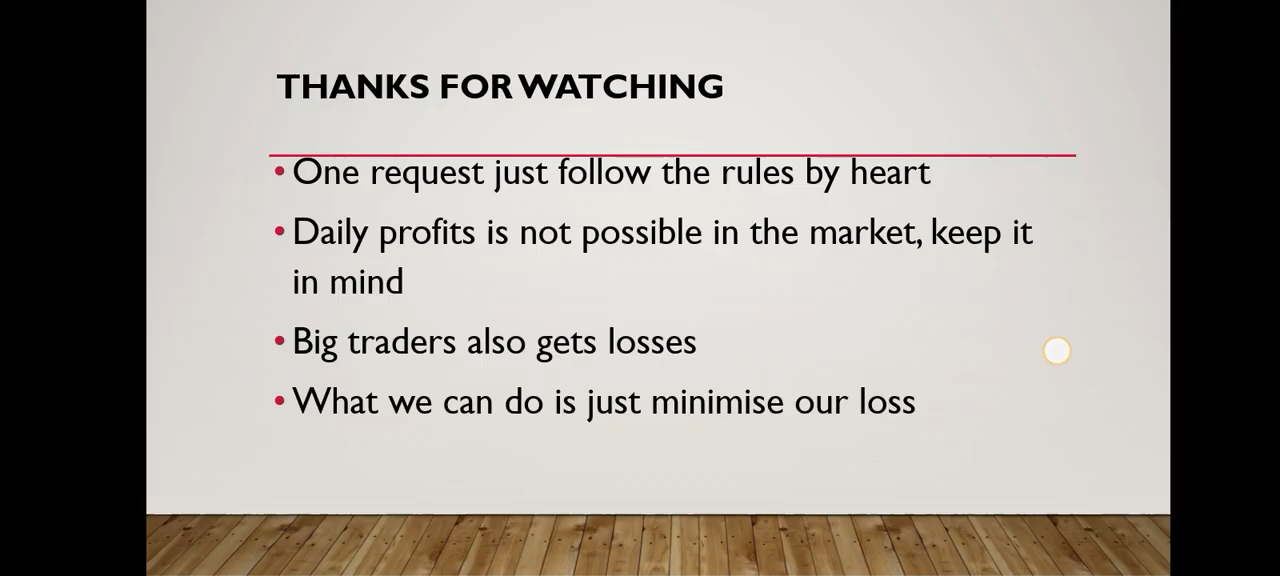 THANKS FOR WATCHING
• One request just follow the rules by heart
• Daily profits is not possible in the market, keep it
in mind
• Big traders also gets losses
• What we can do is just minimise our loss